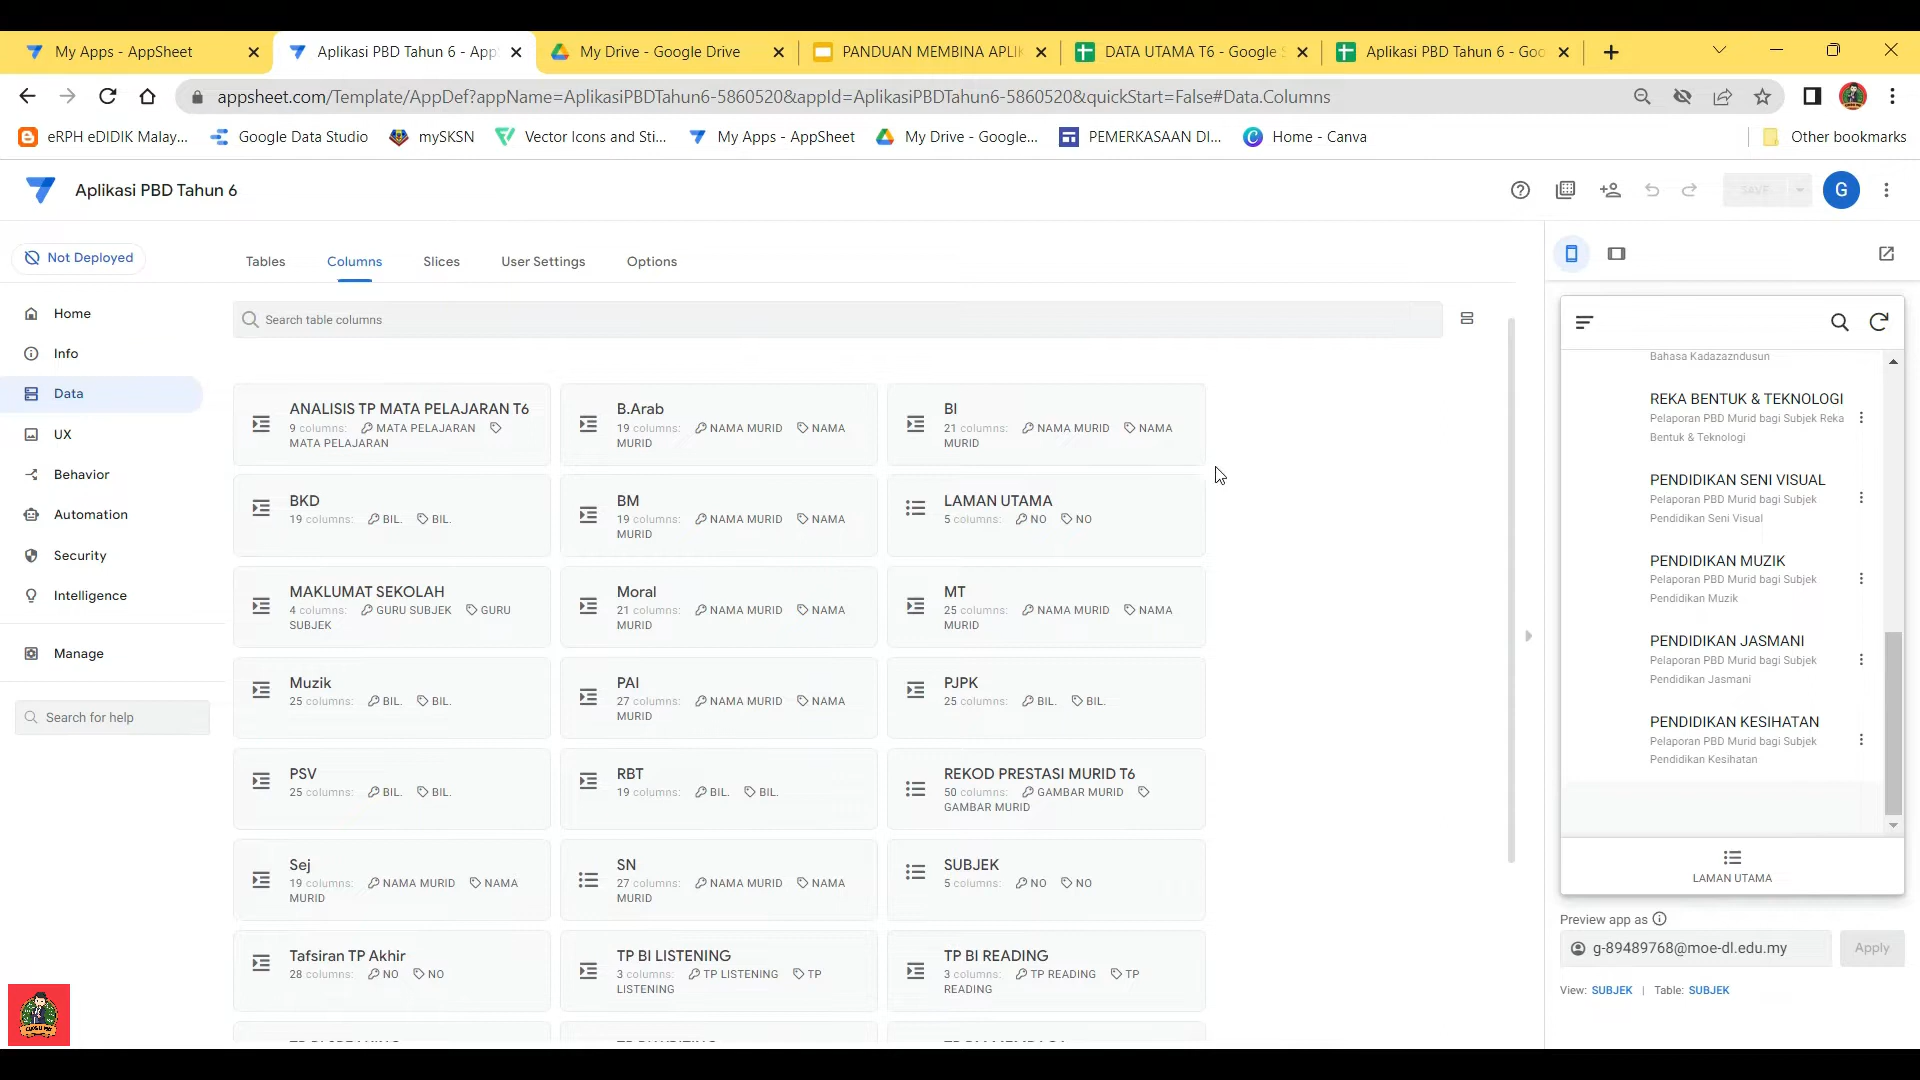 My Apps - AppSheet
Aplikasi PBD Tahun 6 - App
My Drive - Google Drive
PANDUAN MEMBINA APLIK
DATA UTAMA T6 - Google S
Aplikasi PBD Tahun 6 - Goo
appsheet.com/Template/AppDef?appName=AplikasiPBDTahun6-5860520&appId=AplikasiPBDTahun6-5860520&quickStart=False#Data.Columns
eRPH eDIDIK Malay...
Google Data Studio
mySKSN
Vector Icons and Sti...
My Apps - AppSheet
My Drive - Google...
PEMERKASAAN DI...
Home - Canva
Other bookmarks
Aplikasi PBD Tahun 6
SAVE
G
Not Deployed
Home
Info
Data
UX
Behavior
Automation
Security
Intelligence
Manage
Search for help
Tables
Columns
Slices
User Settings
Options
Search table columns
ANALISIS TP MATA PELAJARAN T6
9 columns: MATA PELAJARAN
MATA PELAJARAN
B.Arab
19 columns: NAMA MURID NAMA
MURID
BI
21 columns: NAMA MURID NAMA
MURID
BKD
19 columns: BIL. BIL.
BM
19 columns: NAMA MURID NAMA
MURID
LAMAN UTAMA
5 columns: NO NO
MAKLUMAT SEKOLAH
4 columns: GURU SUBJEK GURU
SUBJEK
Moral
21 columns: NAMA MURID NAMA
MURID
MT
25 columns: NAMA MURID NAMA
MURID
Muzik
25 columns: BIL. BIL.
PAI
27 columns: NAMA MURID NAMA
MURID
PJPK
25 columns: BIL. BIL.
PSV
25 columns: BIL. BIL.
RBT
19 columns: BIL. BIL.
REKOD PRESTASI MURID T6
50 columns: GAMBAR MURID
GAMBAR MURID
Sej
19 columns: NAMA MURID NAMA
MURID
SN
27 columns: NAMA MURID NAMA
MURID
SUBJEK
5 columns: NO NO
Tafsiran TP Akhir
28 columns: NO NO
TP BI LISTENING
3 columns: TP LISTENING TP
LISTENING
TP BI READING
3 columns: TP READING TP
READING
Bahasa Kadazazndusun
REKA BENTUK & TEKNOLOGI
Pelaporan PBD Murid bagi Subjek Reka
Bentuk & Teknologi
PENDIDIKAN SENI VISUAL
Pelaporan PBD Murid bagi Subjek
Pendidikan Seni Visual
PENDIDIKAN MUZIK
Pelaporan PBD Murid bagi Subjek
Pendidikan Muzik
PENDIDIKAN JASMANI
Pelaporan PBD Murid bagi Subjek
Pendidikan Jasmani
PENDIDIKAN KESIHATAN
Pelaporan PBD Murid bagi Subjek
Pendidikan Kesihatan
LAMAN UTAMA
Preview app as
g-89489768@moe-dl.edu.my
Apply
View: SUBJEK | Table: SUBJEK